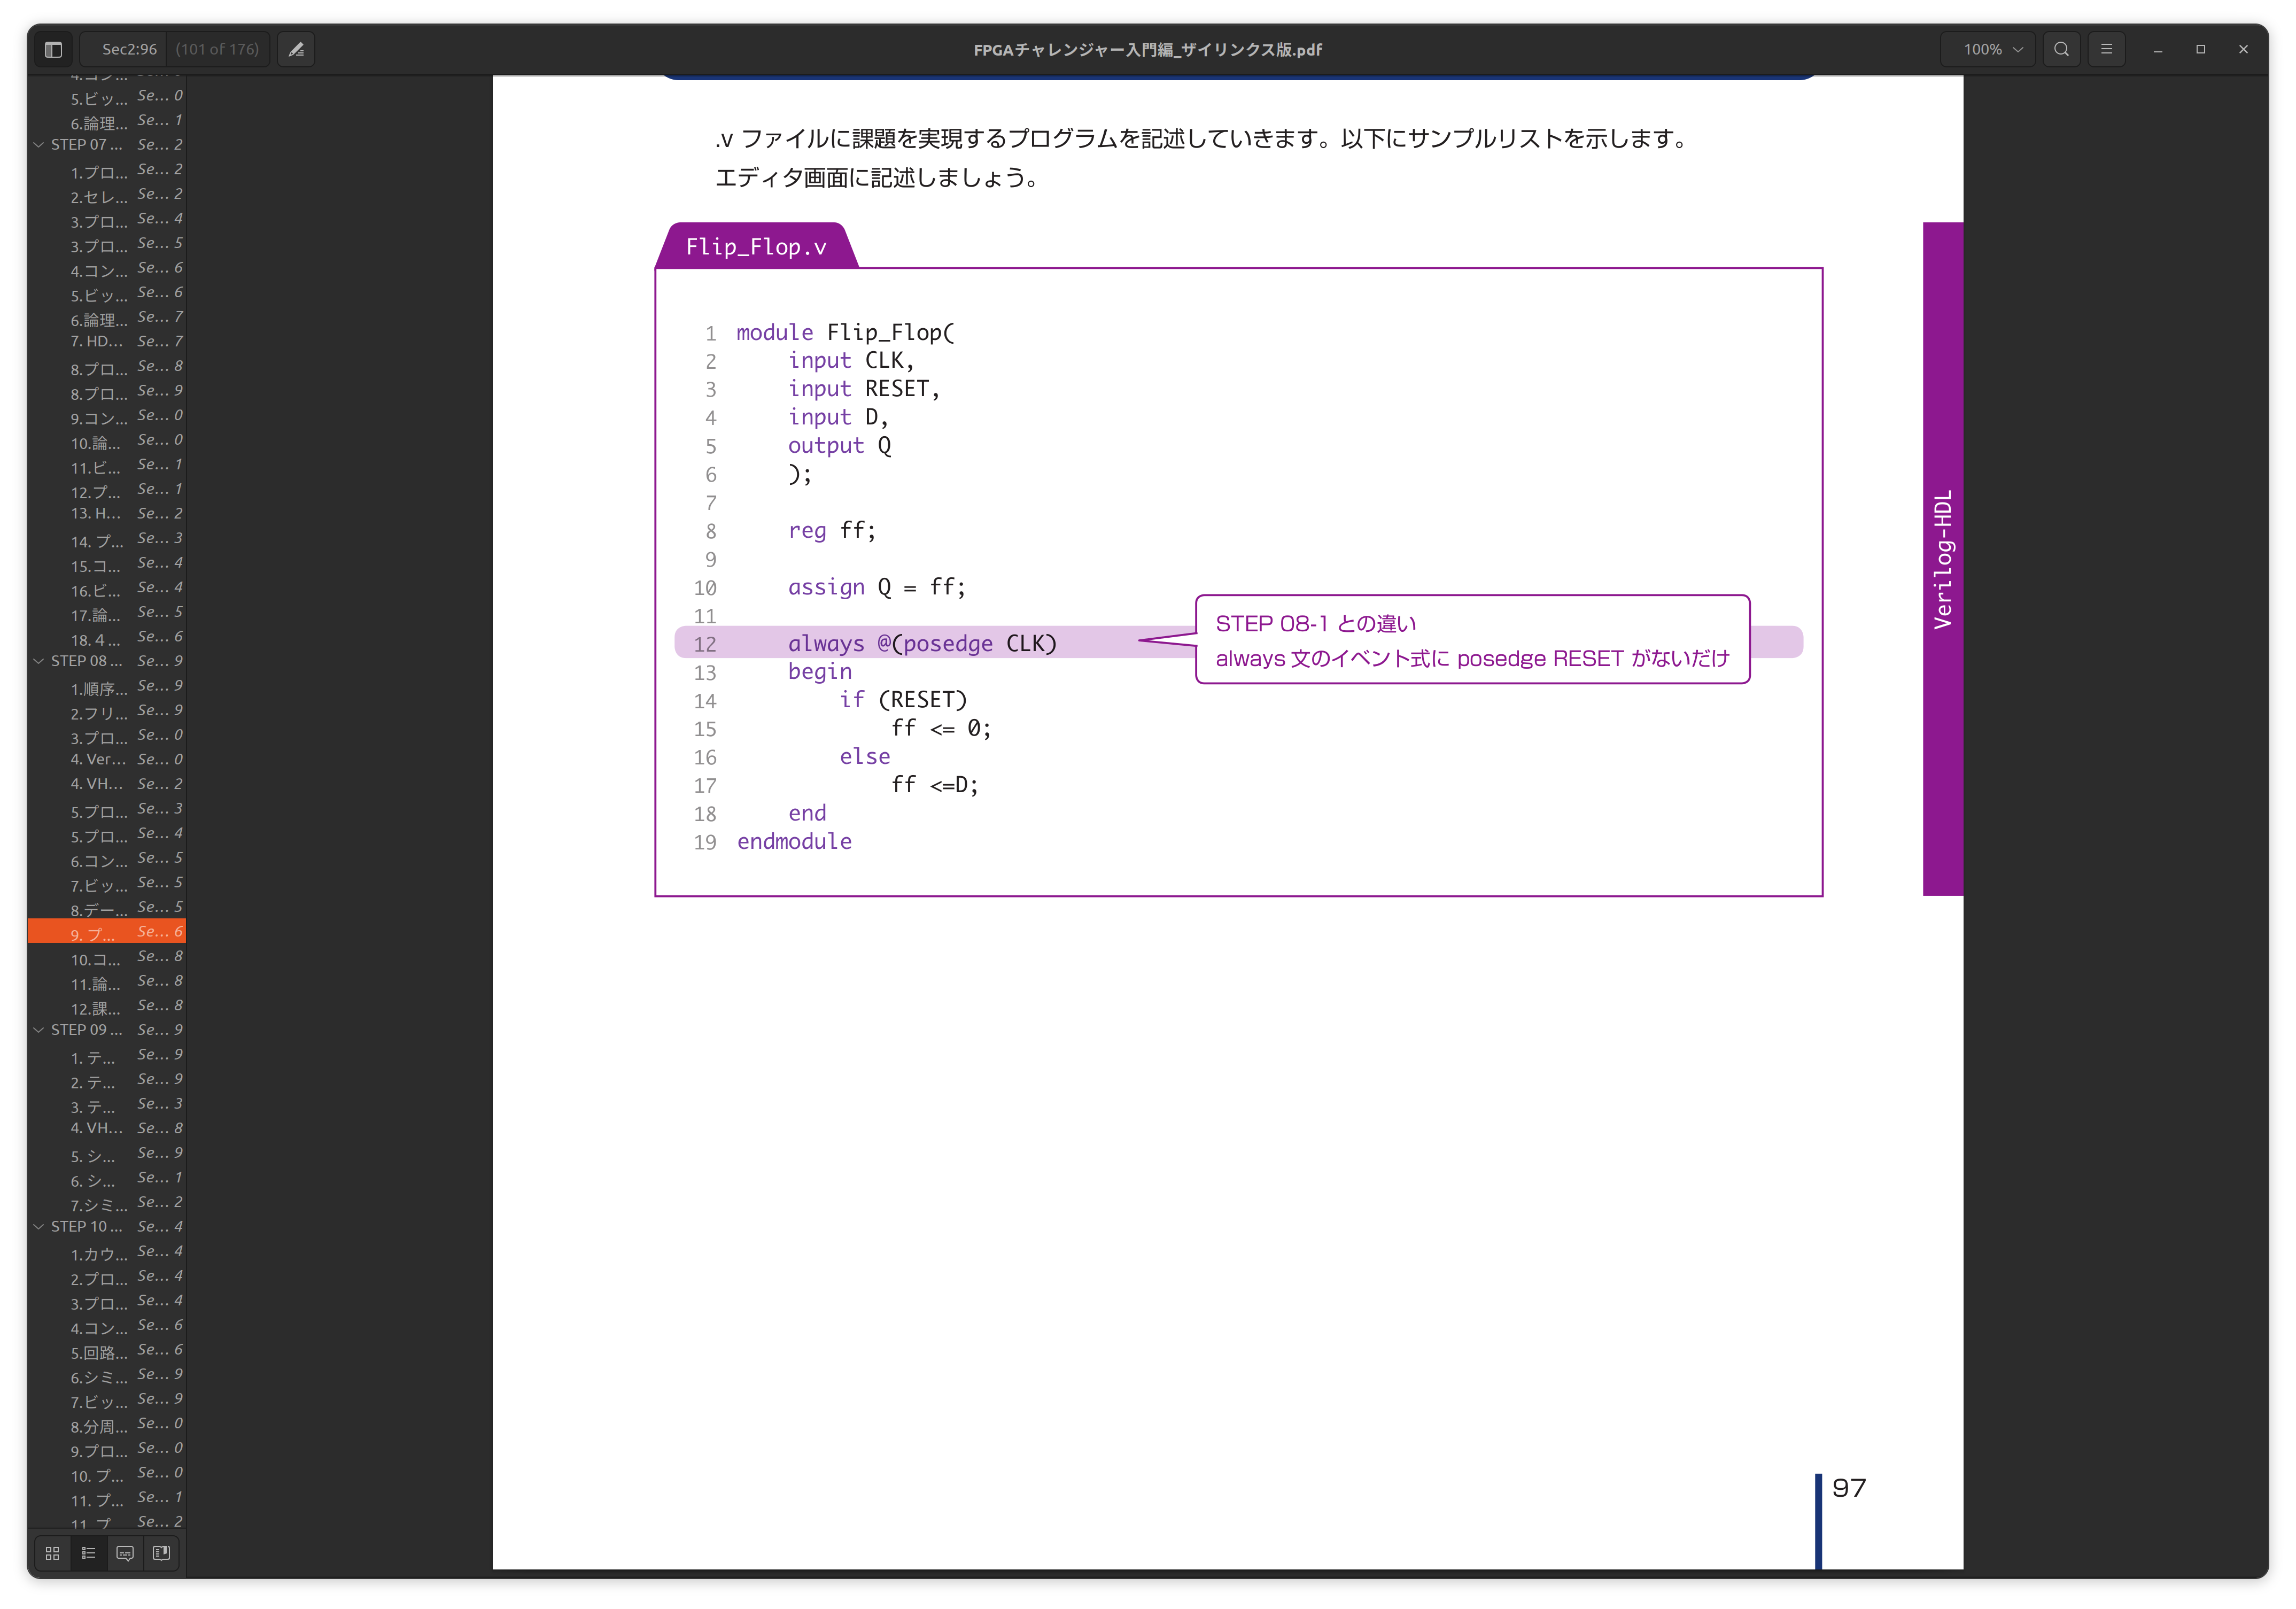 Sec2:96 (101 of 176)
FPGAチャレンジャー入門編_ザイリンクス版.pdf
100%
5.ビッ… Se… 0
6.論理… Se… 1
STEP 07 … Se… 2
1.プロ… Se… 2
2.セレ… Se… 2
3.プロ… Se… 4
3.プロ… Se… 5
4.コン… Se… 6
5.ビッ… Se… 6
6.論理… Se… 7
7. HD… Se… 7
8.プロ… Se… 8
8.プロ… Se… 9
9.コン… Se… 0
10.論… Se… 0
11.ビ… Se… 1
12.プ… Se… 1
13. H… Se… 2
14. プ… Se… 3
15.コ… Se… 4
16.ビ… Se… 4
17.論… Se… 5
18.４… Se… 6
STEP 08 … Se… 9
1.順序… Se… 9
2.フリ… Se… 9
3.プロ… Se… 0
4. Ver… Se… 0
4. VH… Se… 2
5.プロ… Se… 3
5.プロ… Se… 4
6.コン… Se… 5
7.ビッ… Se… 5
8.デー… Se… 5
9. プ… Se… 6
10.コ… Se… 8
11.論… Se… 8
12.課… Se… 8
STEP 09 … Se… 9
1. テ… Se… 9
2. テ… Se… 9
3. テ… Se… 3
4. VH… Se… 8
5. シ… Se… 9
6. シ… Se… 1
7.シミ… Se… 2
STEP 10 … Se… 4
1.カウ… Se… 4
2.プロ… Se… 4
3.プロ… Se… 4
4.コン… Se… 6
5.回路… Se… 6
6.シミ… Se… 9
7.ビッ… Se… 9
8.分周… Se… 0
9.プロ… Se… 0
10. プ… Se… 0
11. プ… Se… 1
11. プ Se… 2
.v ファイルに課題を実現するプログラムを記述していきます。以下にサンプルリストを示します。
エディタ画面に記述しましょう。
Flip_Flop.v
1 module Flip_Flop(
2 input CLK,
3 input RESET,
4 input D,
5 output Q
6 );
7
8 reg ff;
9
10 assign Q = ff;
11
12 always @(posedge CLK)
13 begin
14 if (RESET)
15 ff <= 0;
16 else
17 ff <=D;
18 end
19 endmodule
STEP 08-1 との違い
always 文のイベント式に posedge RESET がないだけ
Verilog-HDL
97